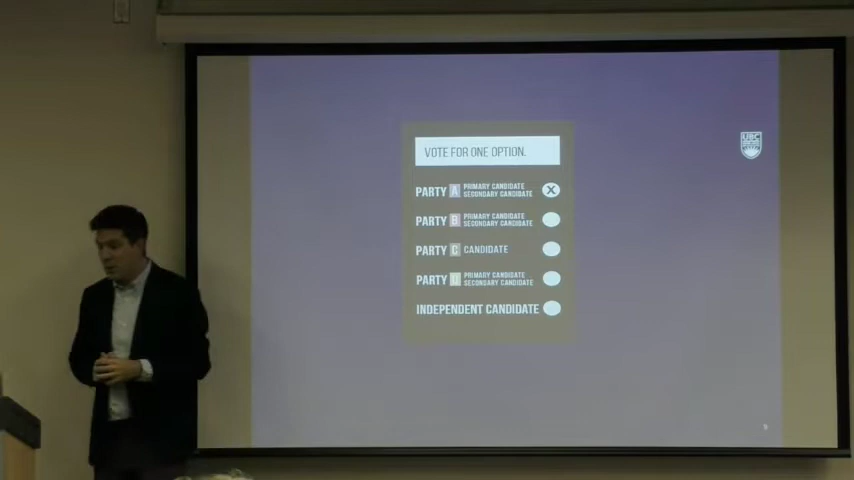 UBC
VOTE FOR ONE OPTION.
PARTY A PRIMARY CANDIDATE
SECONDARY CANDIDATE
X
PARTY B PRIMARY CANDIDATE
SECONDARY CANDIDATE
PARTY C CANDIDATE
PARTY D PRIMARY CANDIDATE
SECONDARY CANDIDATE
INDEPENDENT CANDIDATE